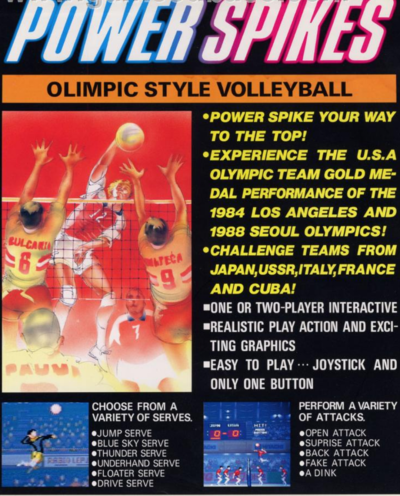 POWER SPIKES
OLIMPIC STYLE VOLLEYBALL
•POWER SPIKE YOUR WAY
TO THE TOP!
•EXPERIENCE THE U.S.A
OLYMPIC TEAM GOLD ME-
DAL PERFORMANCE OF THE
1984 LOS ANGELES AND
1988 SEOUL OLYMPICS!
•CHALLENGE TEAMS FROM
JAPAN,USSR,ITALY,FRANCE
AND CUBA!
■ONE OR TWO-PLAYER INTERACTIVE
■REALISTIC PLAY ACTION AND EXCI-
TING GRAPHICS
■EASY TO PLAY··· JOYSTICK AND
ONLY ONE BUTTON
8
9
7
CHOOSE FROM A
VARIETY OF SERVES.
•JUMP SERVE
•BLUE SKY SERVE
•THUNDER SERVE
•UNDERHAND SERVE
•FLOATER SERVE
•DRIVE SERVE
0-0
PERFORM A VARIETY
OF ATTACKS.
•OPEN ATTACK
•SUPRISE ATTACK
•BACK ATTACK
•FAKE ATTACK
•A DINK